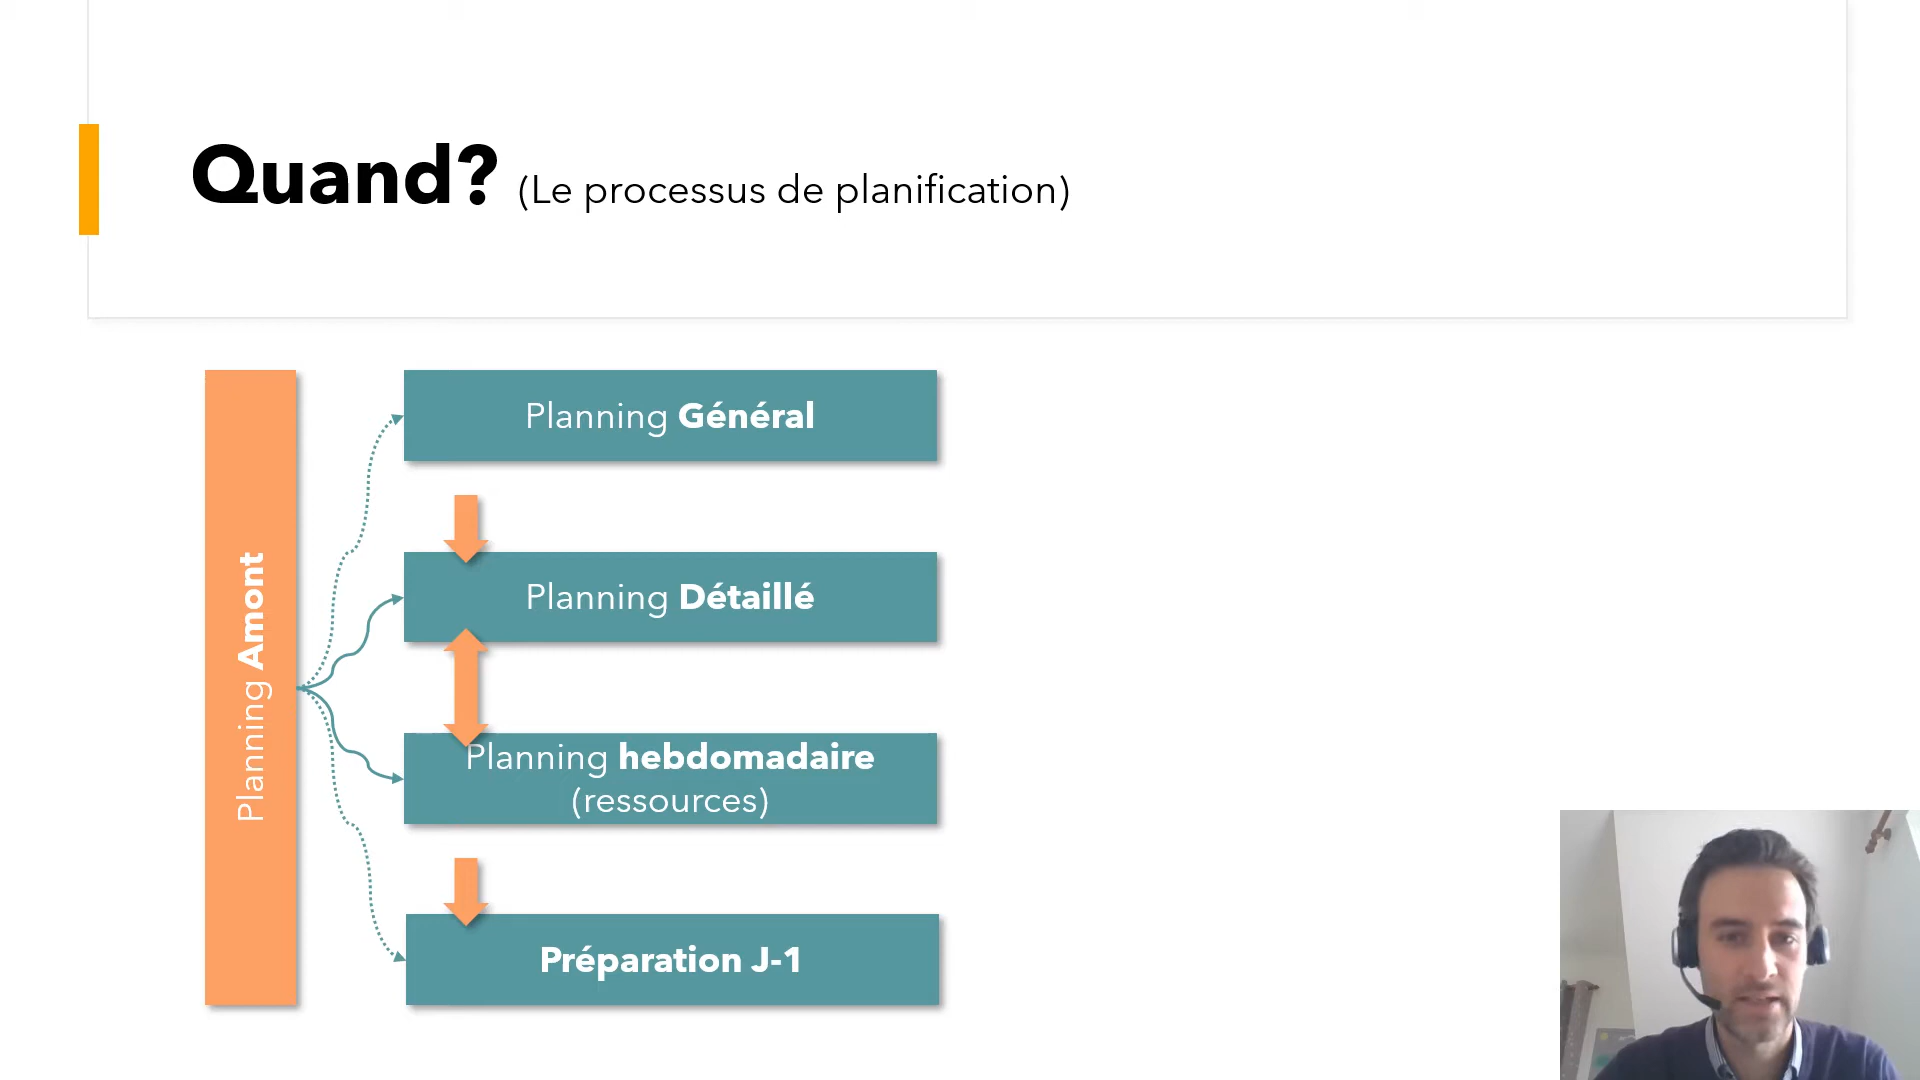 Quand? (Le processus de planification)
Planning Amont
Planning Général
Planning Détaillé
Planning hebdomadaire
(ressources)
Préparation J-1